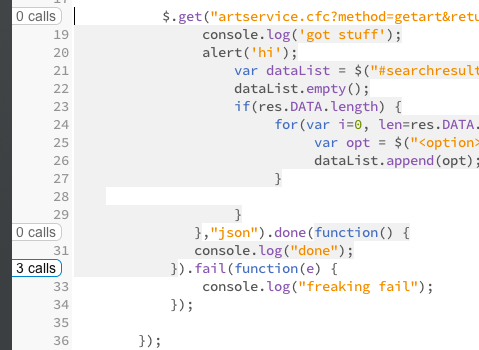 17
0 calls $.get("artservice.cfc?method=getart&retu
19 console.log('got stuff');
20 alert('hi');
21 var dataList = $("#searchresult
22 dataList.empty();
23 if(res.DATA.length) {
24 for(var i=0, len=res.DATA.
25 var opt = $("<option>
26 dataList.append(opt);
27 }
28
29 }
0 calls },"json").done(function() {
31 console.log("done");
3 calls }).fail(function(e) {
33 console.log("freaking fail");
34 });
35
36 });